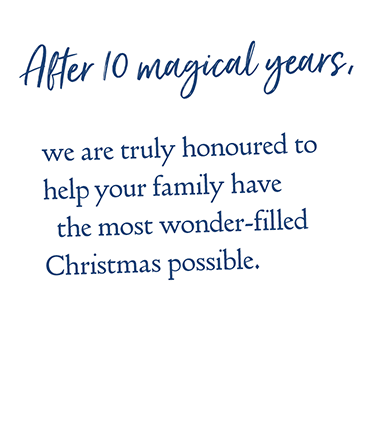 After 10 magical years,
we are truly honoured to
help your family have
the most wonder-filled
Christmas possible.